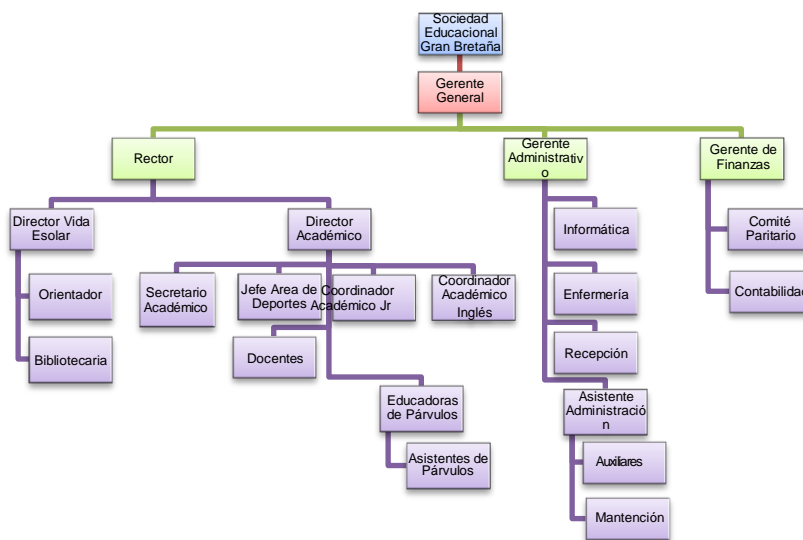 Sociedad
Educacional
Gran Bretaña
Gerente
General
Rector
Gerente
Administrativ
o
Gerente de
Finanzas
Director Vida
Esolar
Director
Académico
Informática
Comité
Paritario
Orientador
Secretario
Académico
Jefe Area de
Deportes
Coordinador
Académico Jr
Coordinador
Académico
Inglés
Enfermería
Contabilidad
Bibliotecaria
Docentes
Recepción
Educadoras
de Párvulos
Asistente
Administració
n
Asistentes de
Párvulos
Auxiliares
Mantención